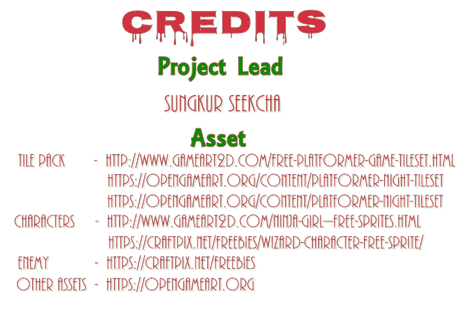 CREDITS
Project Lead
SUNGKUR SEEKCHA
Asset
TILE PACK - HTTP://WWW.GAMEART2D.COM/FREE-PLATFORMER-GAME-TILESET.HTML
HTTPS://OPENGAMEART.ORG/CONTENT/PLATFORMER-NIGHT-TILESET
HTTPS://OPENGAMEART.ORG/CONTENT/PLATFORMER-NIGHT-TILESET
CHARACTERS - HTTP://WWW.GAMEART2D.COM/NINJA-GIRL---FREE-SPRITES.HTML
HTTPS://CRAFTPIX.NET/FREEBIES/WIZARD-CHARACTER-FREE-SPRITE/
ENEMY - HTTPS://CRAFTPIX.NET/FREEBIES
OTHER ASSETS - HTTPS://OPENGAMEART.ORG